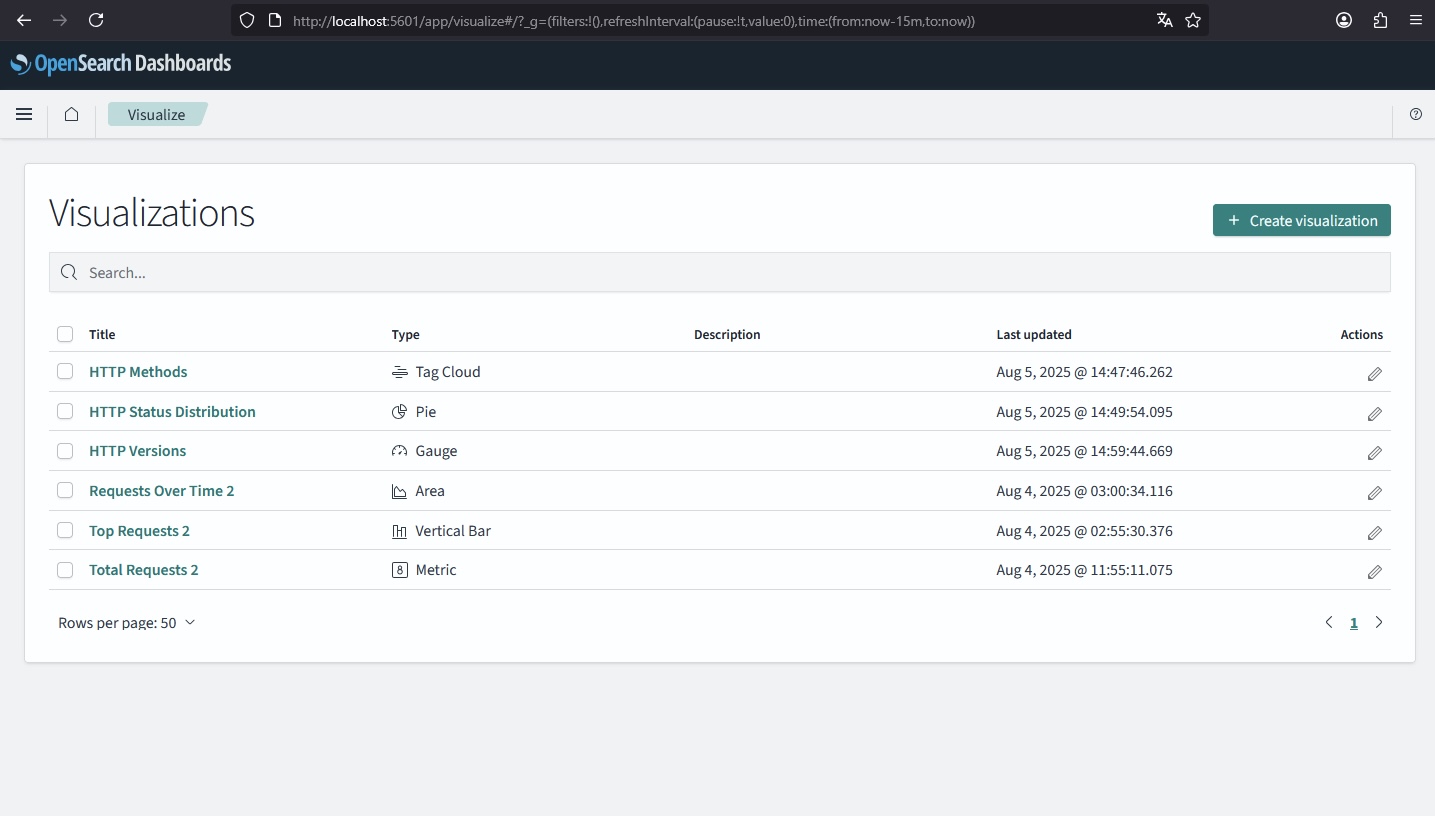 http://localhost:5601/app/visualize#/?_g=(filters:!(),refreshInterval:(pause:!t,value:0),time:(from:now-15m,to:now))
OpenSearch Dashboards
Visualize
Visualizations
+ Create visualization
Search...
Title Type Description Last updated Actions
HTTP Methods Tag Cloud Aug 5, 2025 @ 14:47:46.262
HTTP Status Distribution Pie Aug 5, 2025 @ 14:49:54.095
HTTP Versions Gauge Aug 5, 2025 @ 14:59:44.669
Requests Over Time 2 Area Aug 4, 2025 @ 03:00:34.116
Top Requests 2 Vertical Bar Aug 4, 2025 @ 02:55:30.376
Total Requests 2 8 Metric Aug 4, 2025 @ 11:55:11.075
Rows per page: 50 1